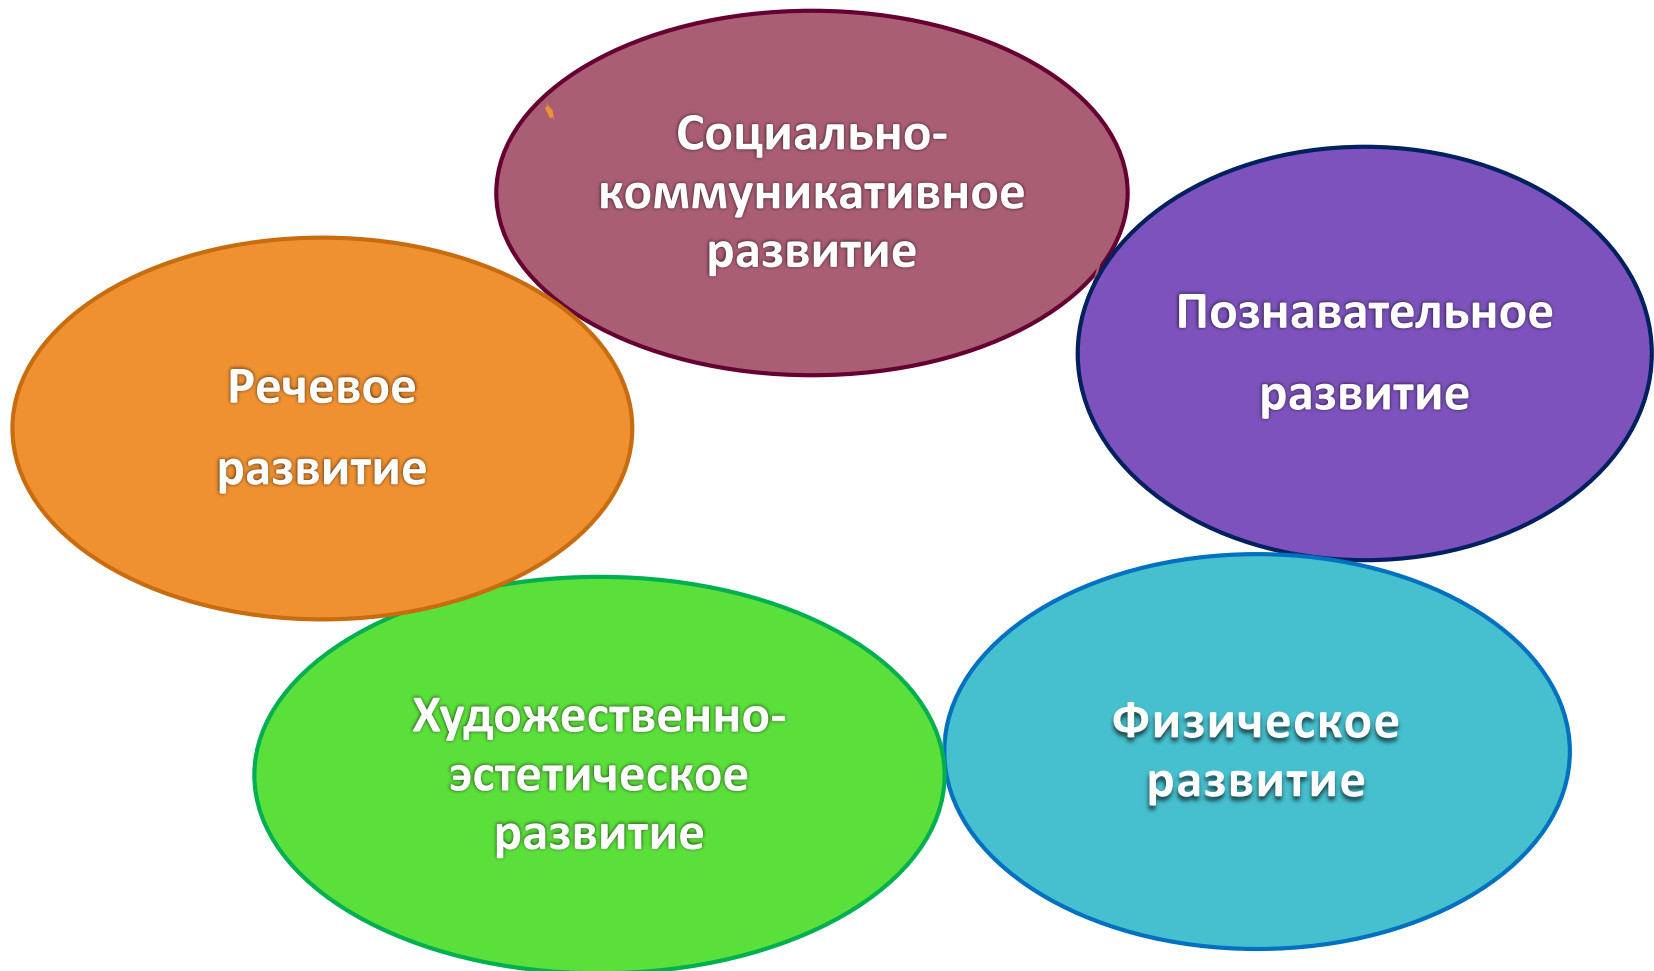 Социально-
коммуникативное
развитие
Познавательное
развитие
Речевое
развитие
Художественно-
эстетическое
развитие
Физическое
развитие